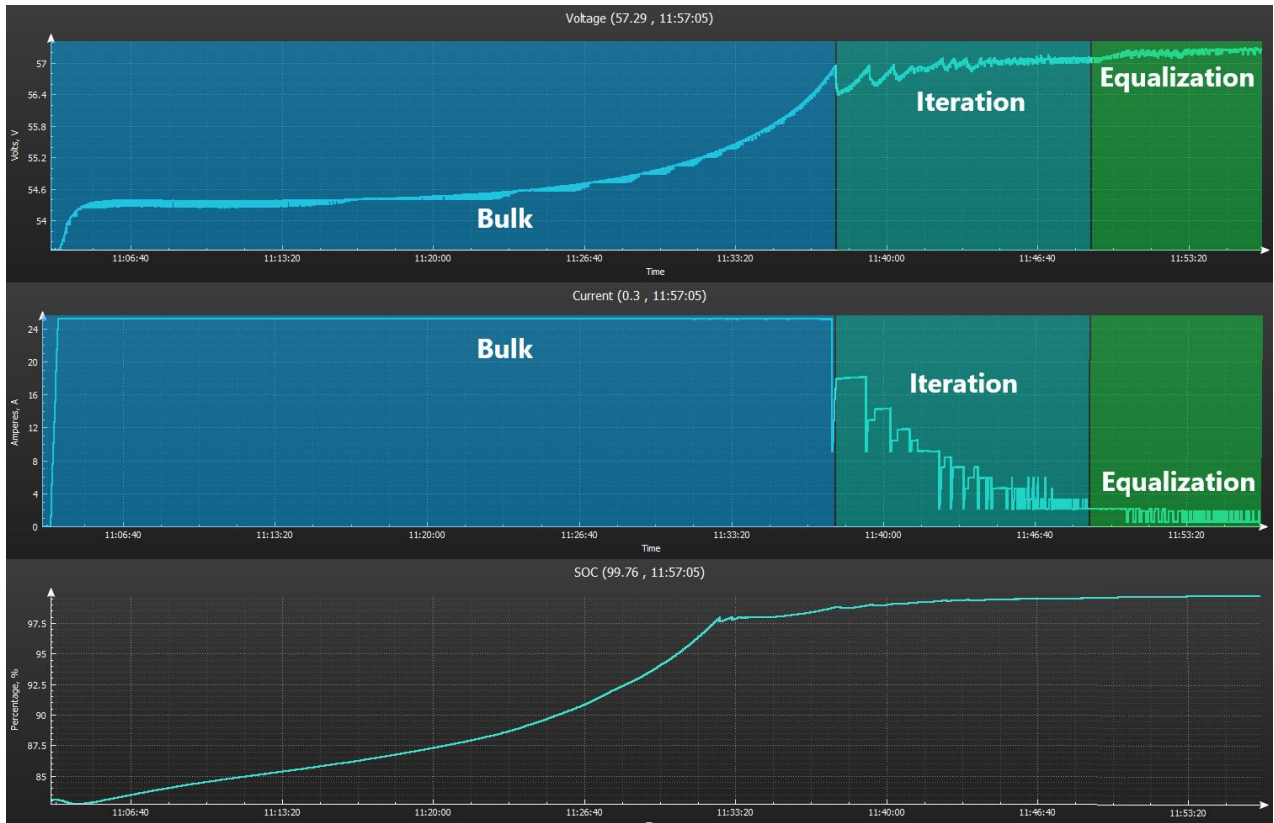 Voltage (57.29 , 11:57:05)
57
56.4
55.8
55.2
54.6
54
Volts, V
Bulk
Iteration
Equalization
11:06:40 11:13:20 11:20:00 11:26:40 11:33:20 11:40:00 11:46:40 11:53:20
Time
Current (0.3 , 11:57:05)
24
20
16
12
8
4
0
Amperes, A
Bulk
Iteration
Equalization
11:06:40 11:13:20 11:20:00 11:26:40 11:33:20 11:40:00 11:46:40 11:53:20
Time
SOC (99.76 , 11:57:05)
97.5
95
92.5
90
87.5
85
Percentage, %
11:06:40 11:13:20 11:20:00 11:26:40 11:33:20 11:40:00 11:46:40 11:53:20